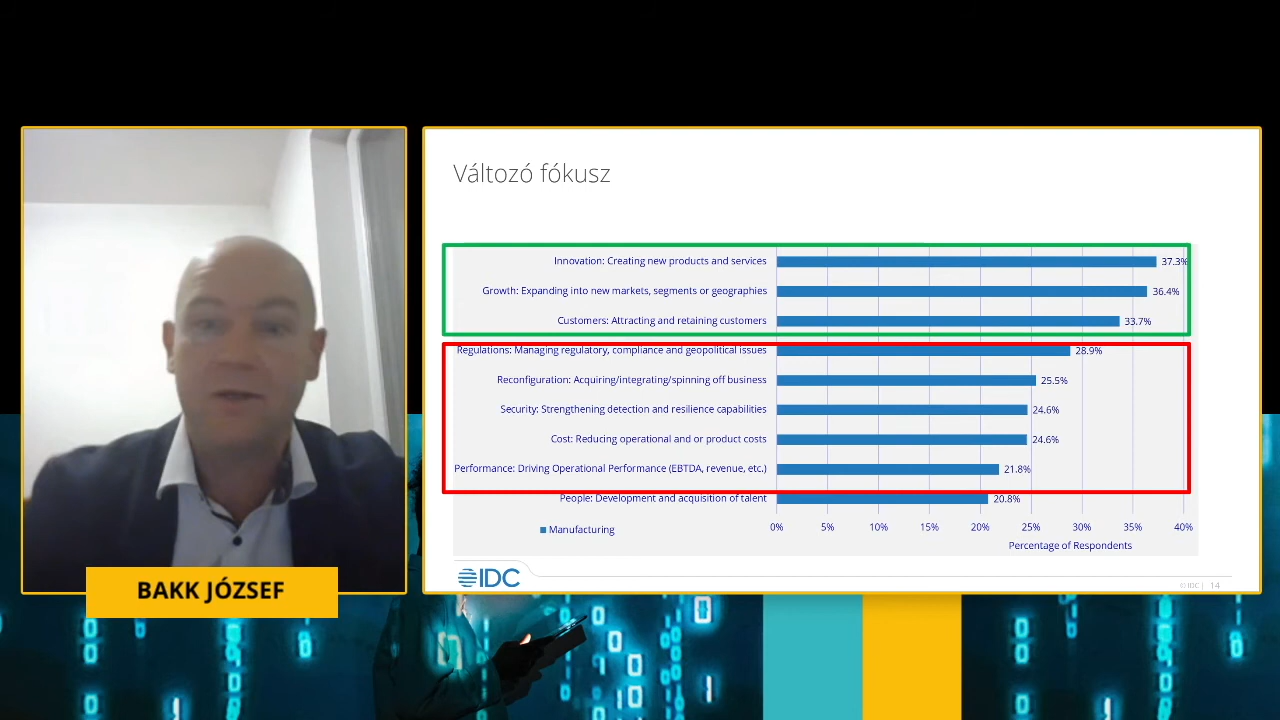 Változó fókusz
Innovation: Creating new products and services 37.3%
Growth: Expanding into new markets, segments or geographies 36.4%
Customers: Attracting and retaining customers 33.7%
Regulations: Managing regulatory, compliance and geopolitical issues 28.9%
Reconfiguration: Acquiring/integrating/spinning off business 25.5%
Security: Strengthening detection and resilience capabilities 24.6%
Cost: Reducing operational and or product costs 24.6%
Performance: Driving Operational Performance (EBTDA, revenue, etc.) 21.8%
People: Development and acquisition of talent 20.8%
0% 5% 10% 15% 20% 25% 30% 35% 40%
Manufacturing
Percentage of Respondents
IDC
© IDC | 14
BAKK JÓZSEF